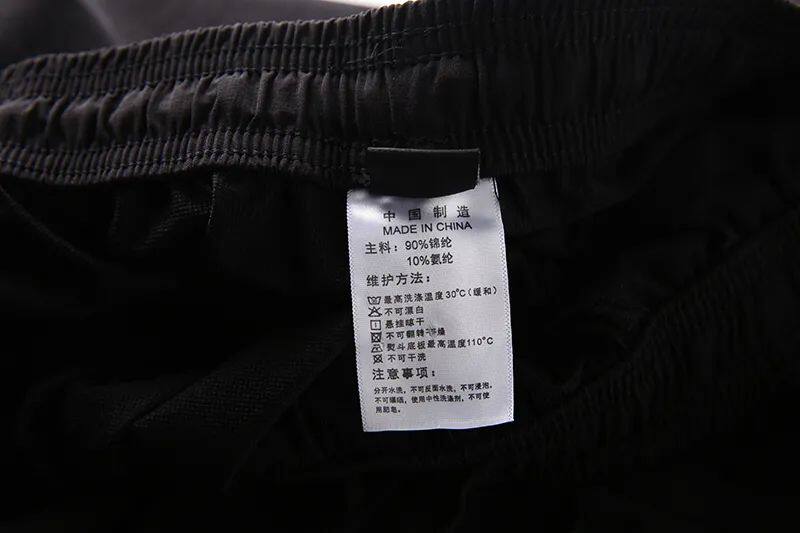 中国制造
MADE IN CHINA
主料：90%锦纶
10%氨纶
维护方法：
最高洗涤温度30°C(缓和)
不可漂白
悬挂晾干
不可翻转干燥
熨斗底板最高温度110°C
不可干洗
注意事项：
分开水洗，不可反面水洗，不可浸泡。
不可曝晒，使用中性洗涤剂，不可使
用肥皂。